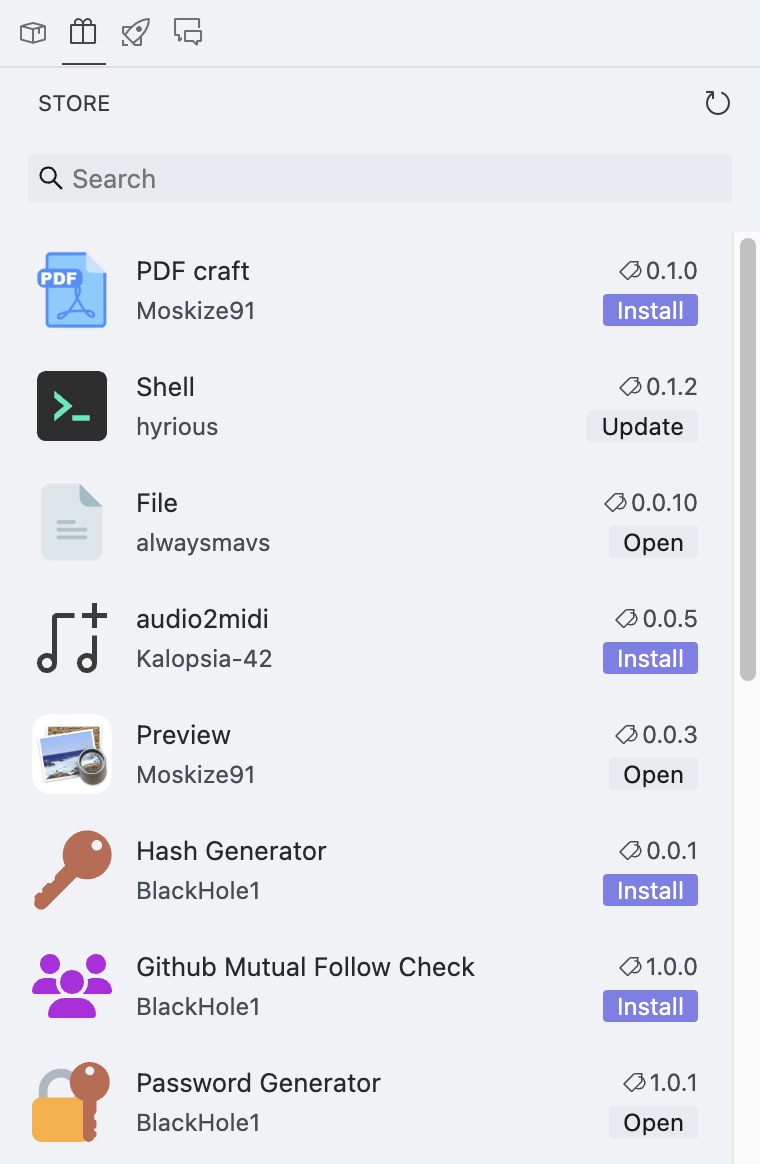 STORE
Search
PDF
PDF craft
0.1.0
Moskize91
Install
Shell
0.1.2
hyrious
Update
File
0.0.10
alwaysmavs
Open
audio2midi
0.0.5
Kalopsia-42
Install
Preview
0.0.3
Moskize91
Open
Hash Generator
0.0.1
BlackHole1
Install
Github Mutual Follow Check
1.0.0
BlackHole1
Install
Password Generator
1.0.1
BlackHole1
Open